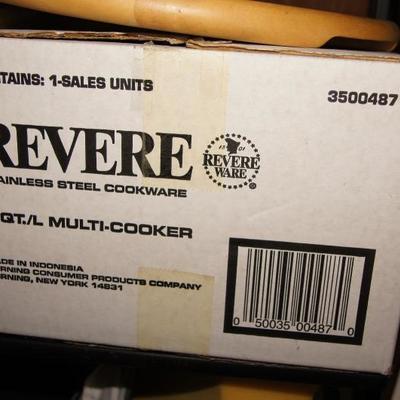 TAINS: 1-SALES UNITS
3500487
REVERE
1801
REVERE
WARE
®
AINLESS STEEL COOKWARE
QT./L MULTI-COOKER
ADE IN INDONESIA
RNING CONSUMER PRODUCTS COMPANY
RNING, NEW YORK 14831
0 50035 00487 0